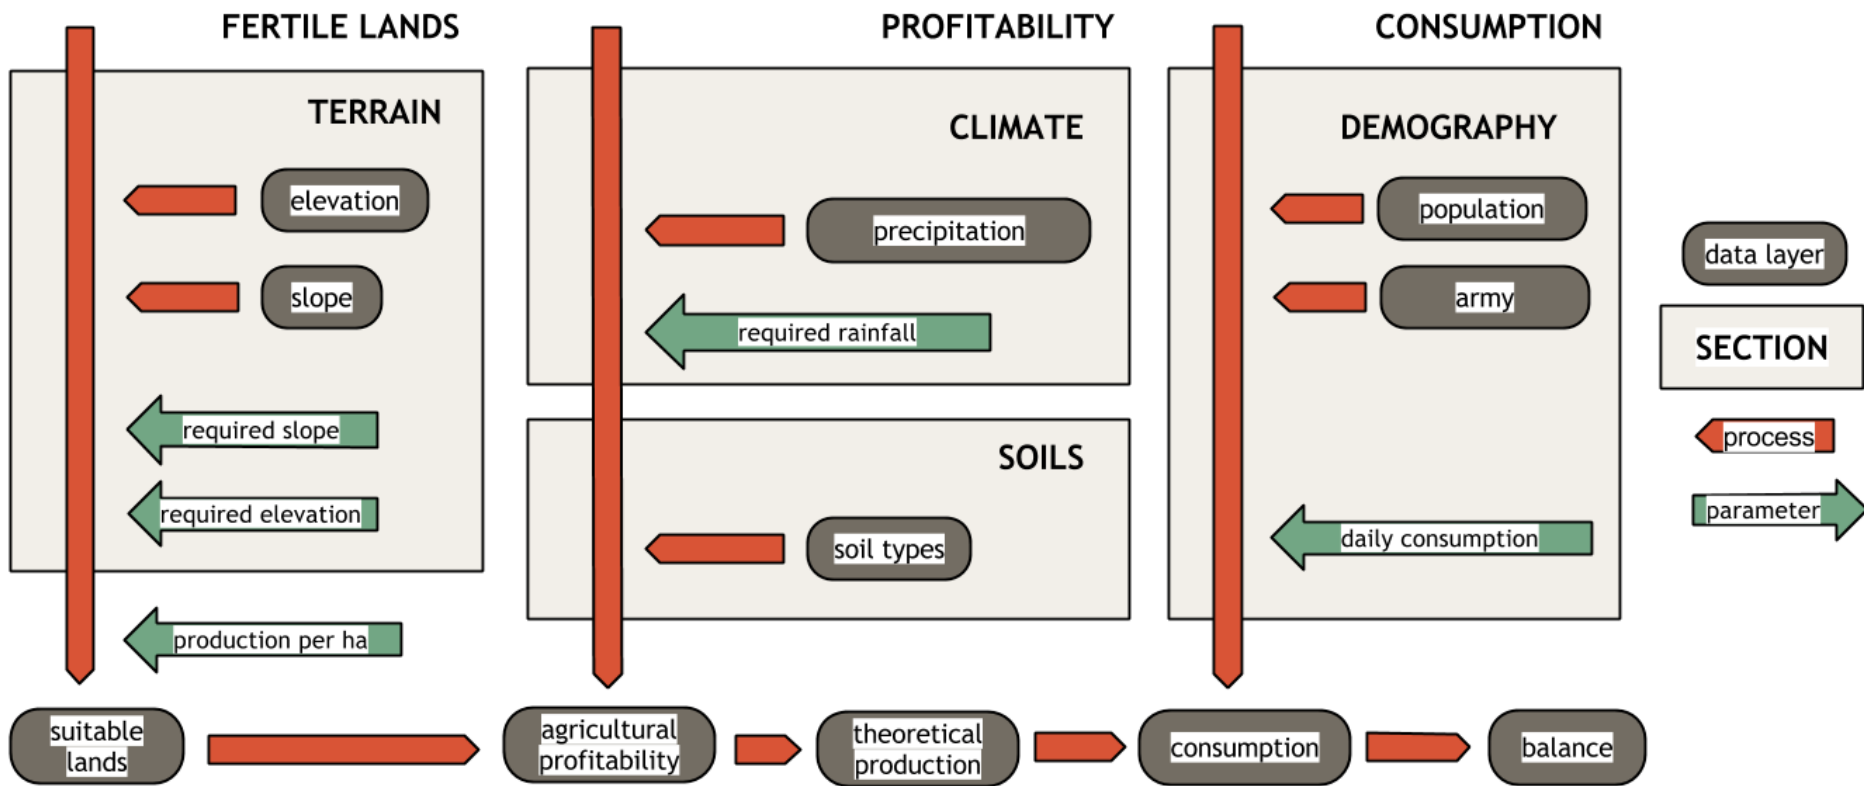 FERTILE LANDS
TERRAIN
elevation
slope
required slope
required elevation
production per ha
PROFITABILITY
CLIMATE
precipitation
required rainfall
SOILS
soil types
CONSUMPTION
DEMOGRAPHY
population
army
daily consumption
data layer
SECTION
process
parameter
suitable
lands
agricultural
profitability
theoretical
production
consumption
balance